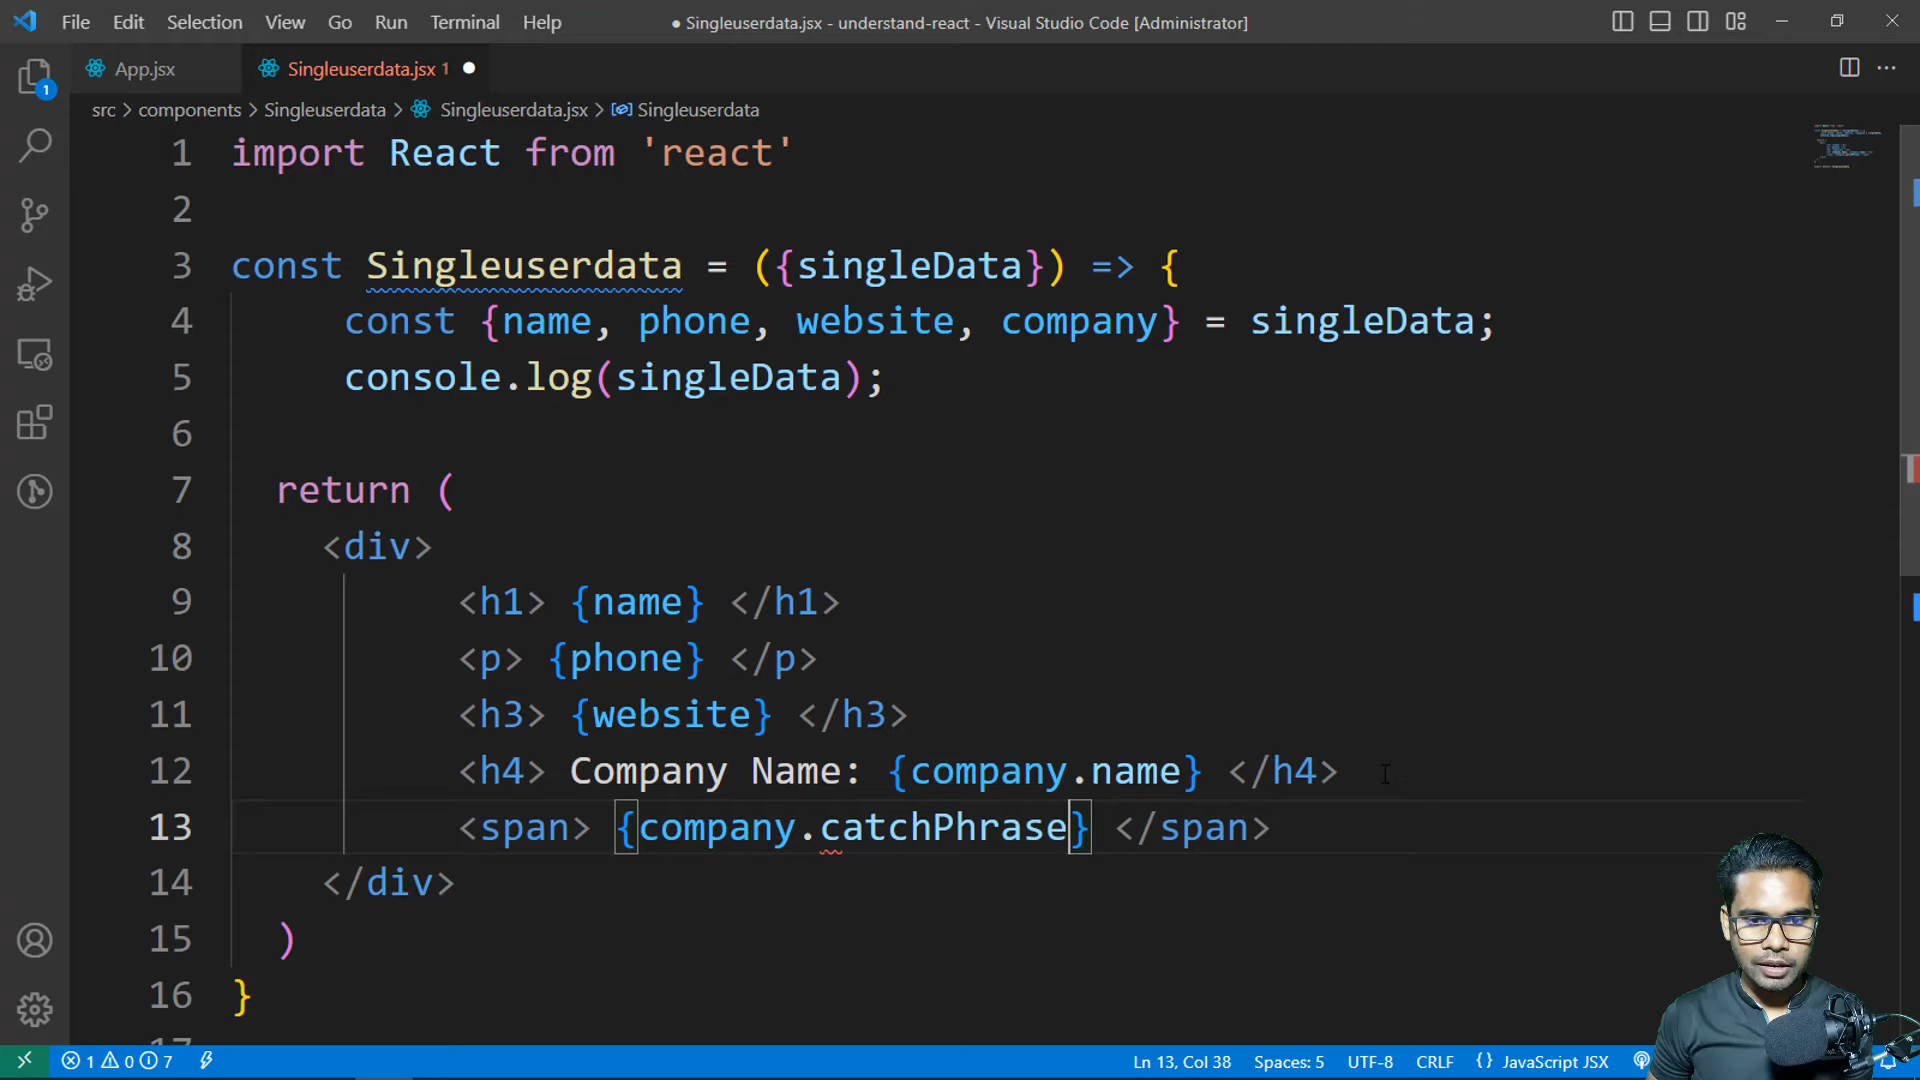 File Edit Selection View Go Run Terminal Help
● Singleuserdata.jsx - understand-react - Visual Studio Code [Administrator]
App.jsx
Singleuserdata.jsx 1
1
src > components > Singleuserdata > Singleuserdata.jsx > Singleuserdata
1 import React from 'react'
2
3 const Singleuserdata = ({singleData}) => {
4 const {name, phone, website, company} = singleData;
5 console.log(singleData);
6
7 return (
8 <div>
9 <h1> {name} </h1>
10 <p> {phone} </p>
11 <h3> {website} </h3>
12 <h4> Company Name: {company.name} </h4>
13 <span> {company.catchPhrase} </span>
14 </div>
15 )
16 }
1 0 7
Ln 13, Col 38 Spaces: 5 UTF-8 CRLF {} JavaScript JSX